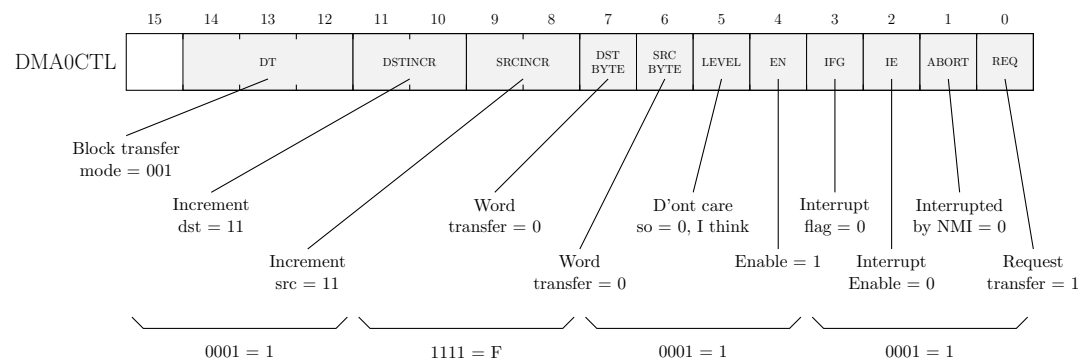 15 14 13 12 11 10 9 8 7 6 5 4 3 2 1 0
DMA0CTL DT DSTINCR SRCINCR DST BYTE SRC BYTE LEVEL EN IFG IE ABORT REQ
Block transfer
mode = 001
Increment
dst = 11
Word
transfer = 0
D'ont care
so = 0, I think
Interrupt
flag = 0
Interrupted
by NMI = 0
Increment
src = 11
Word
transfer = 0
Enable = 1
Interrupt
Enable = 0
Request
transfer = 1
0001 = 1 1111 = F 0001 = 1 0001 = 1